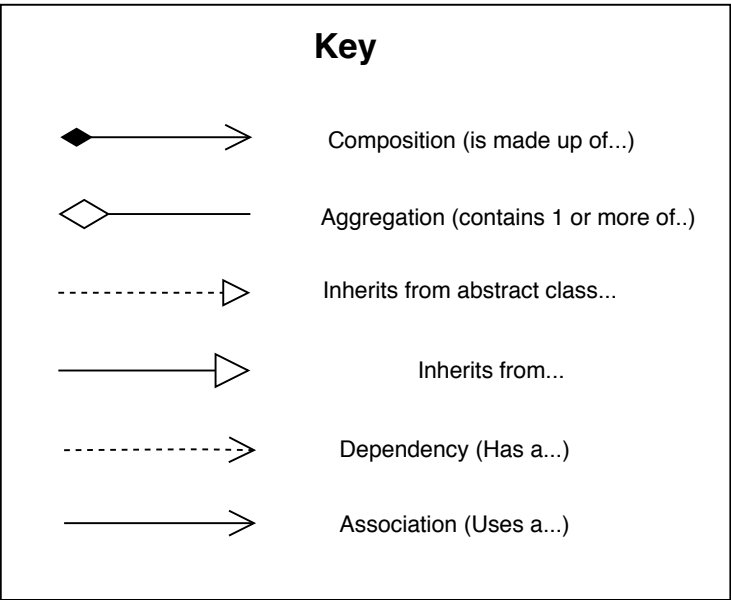 Key
Composition (is made up of...)
Aggregation (contains 1 or more of..)
Inherits from abstract class...
Inherits from...
Dependency (Has a...)
Association (Uses a...)